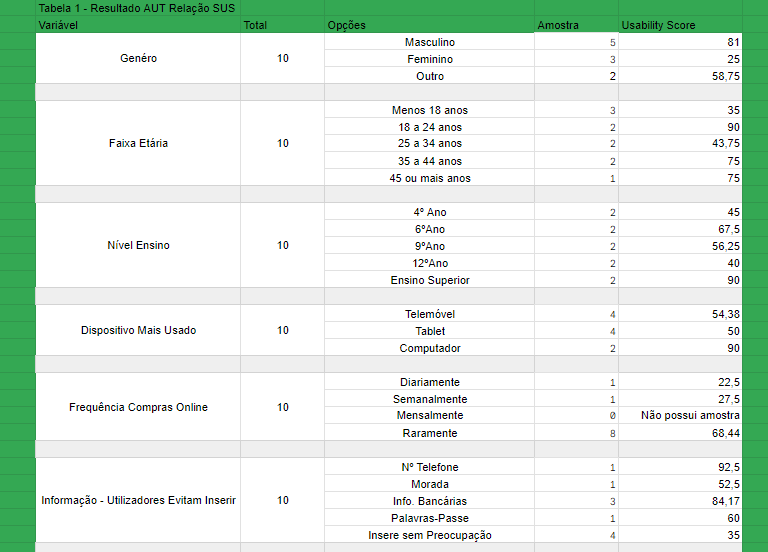 Tabela 1 - Resultado AUT Relação SUS
Variável Total Opções Amostra Usability Score
Genéro 10 Masculino 5 81
Feminino 3 25
Outro 2 58,75
Faixa Etária 10 Menos 18 anos 3 35
18 a 24 anos 2 90
25 a 34 anos 2 43,75
35 a 44 anos 2 75
45 ou mais anos 1 75
Nível Ensino 10 4º Ano 2 45
6ºAno 2 67,5
9ºAno 2 56,25
12ºAno 2 40
Ensino Superior 2 90
Dispositivo Mais Usado 10 Telemóvel 4 54,38
Tablet 4 50
Computador 2 90
Frequência Compras Online 10 Diariamente 1 22,5
Semanalmente 1 27,5
Mensalmente 0 Não possui amostra
Raramente 8 68,44
Informação - Utilizadores Evitam Inserir 10 Nº Telefone 1 92,5
Morada 1 52,5
Info. Bancárias 3 84,17
Palavras-Passe 1 60
Insere sem Preocupação 4 35